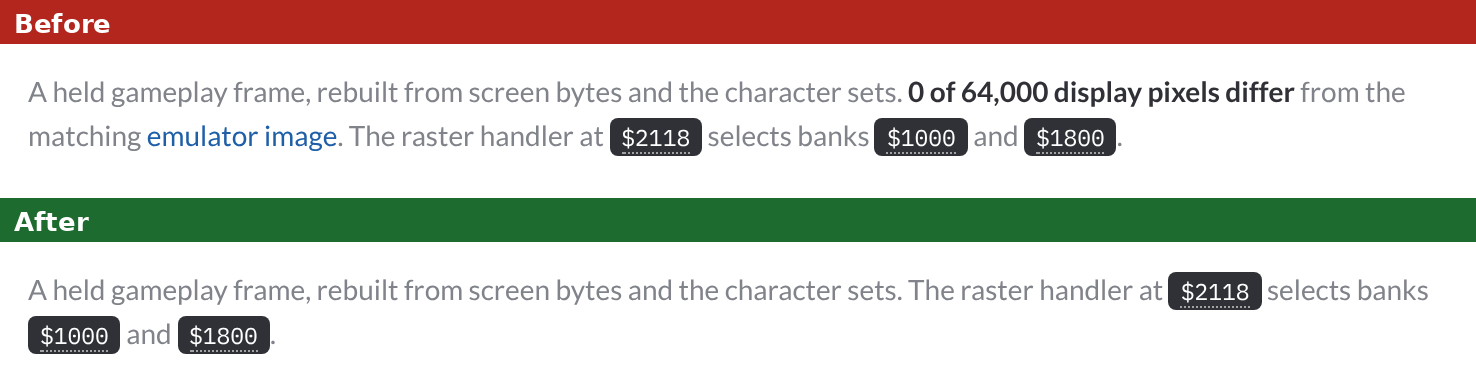 Before
A held gameplay frame, rebuilt from screen bytes and the character sets. 0 of 64,000 display pixels differ from the
matching emulator image. The raster handler at $2118 selects banks $1000 and $1800.
After
A held gameplay frame, rebuilt from screen bytes and the character sets. The raster handler at $2118 selects banks
$1000 and $1800.